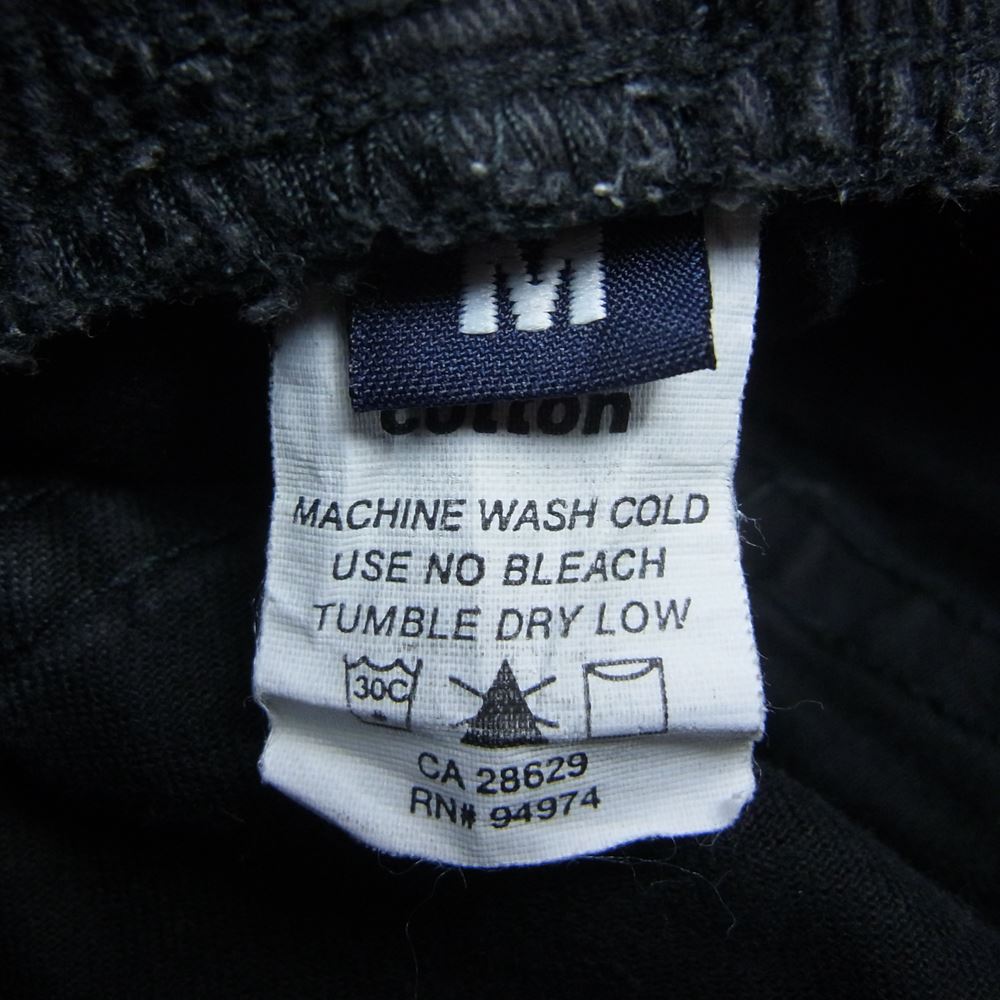 M
cotton
MACHINE WASH COLD
USE NO BLEACH
TUMBLE DRY LOW
30C
CA 28629
RN# 94974